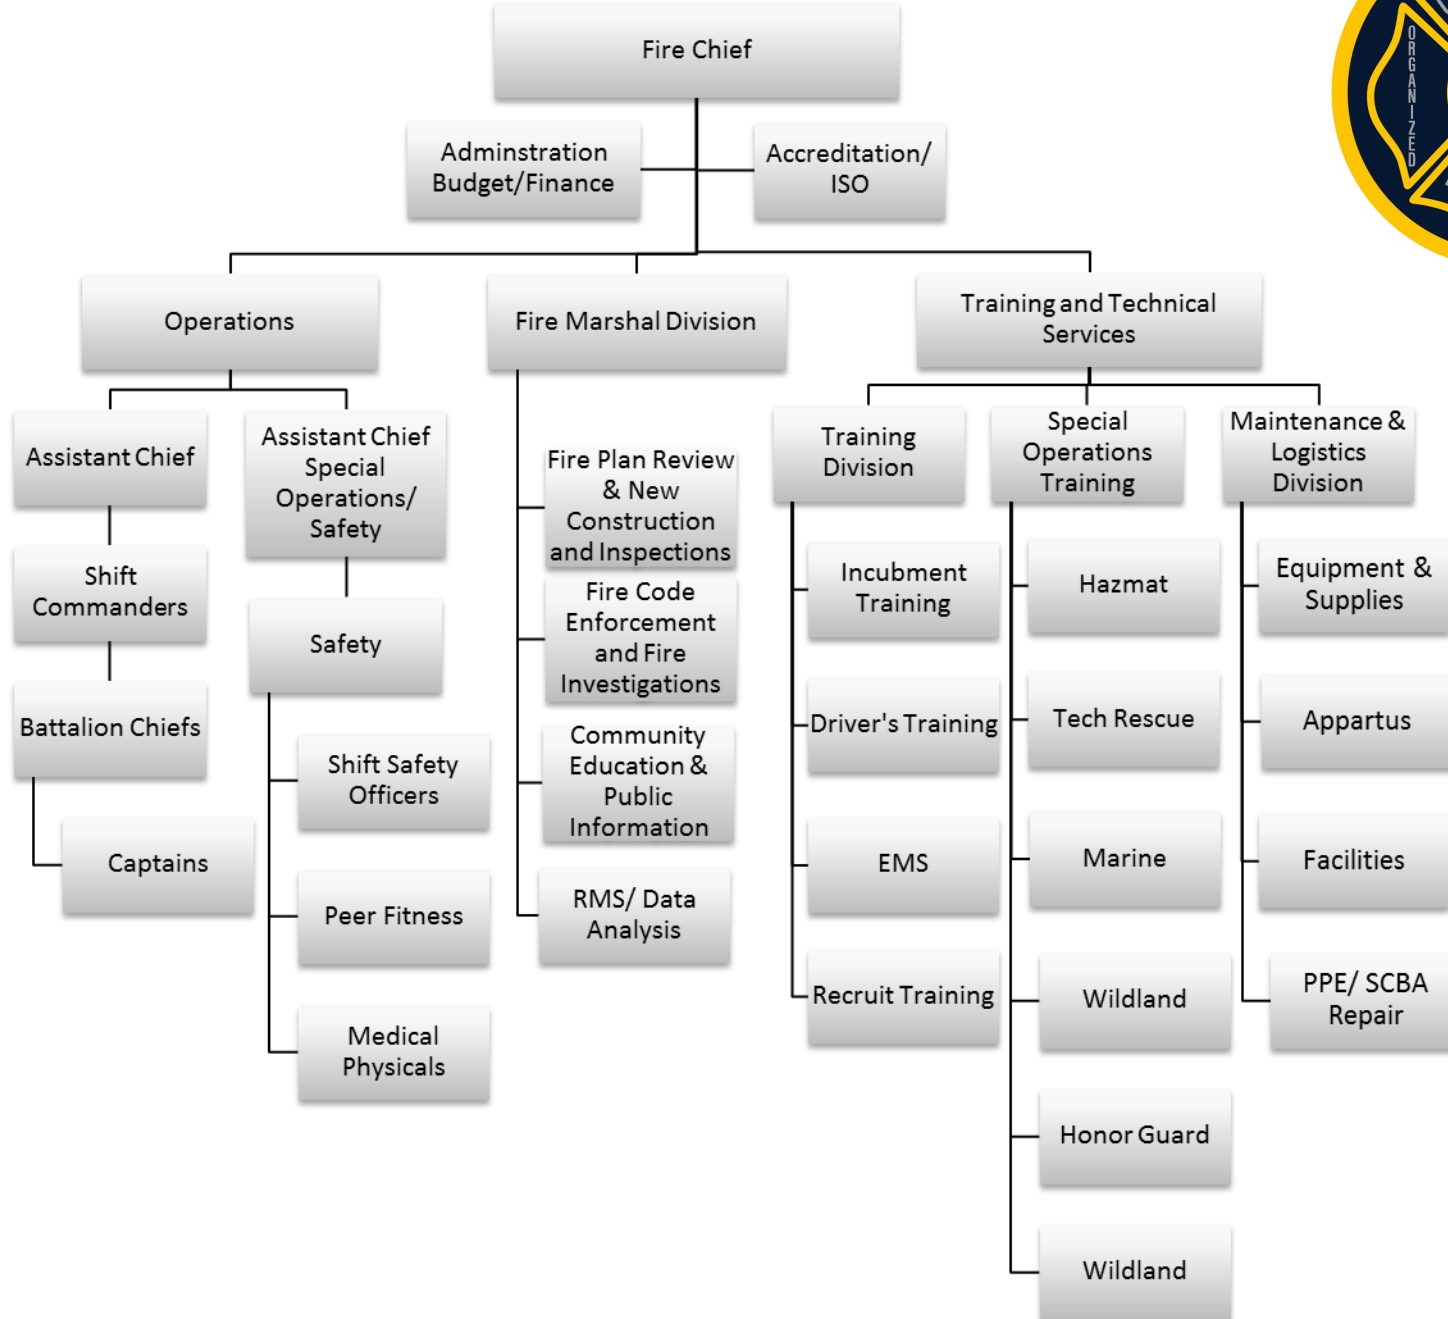 Fire Chief
Adminstration
Budget/Finance
Accreditation/
ISO
ORGANIZED
Operations
Fire Marshal Division
Training and Technical
Services
Assistant Chief
Shift
Commanders
Battalion Chiefs
Captains
Assistant Chief
Special
Operations/
Safety
Safety
Shift Safety
Officers
Peer Fitness
Medical
Physicals
Fire Plan Review
& New
Construction
and Inspections
Fire Code
Enforcement
and Fire
Investigations
Community
Education &
Public
Information
RMS/ Data
Analysis
Training
Division
Incubment
Training
Driver's Training
EMS
Recruit Training
Special
Operations
Training
Hazmat
Tech Rescue
Marine
Wildland
Honor Guard
Wildland
Maintenance &
Logistics
Division
Equipment &
Supplies
Appartus
Facilities
PPE/ SCBA
Repair